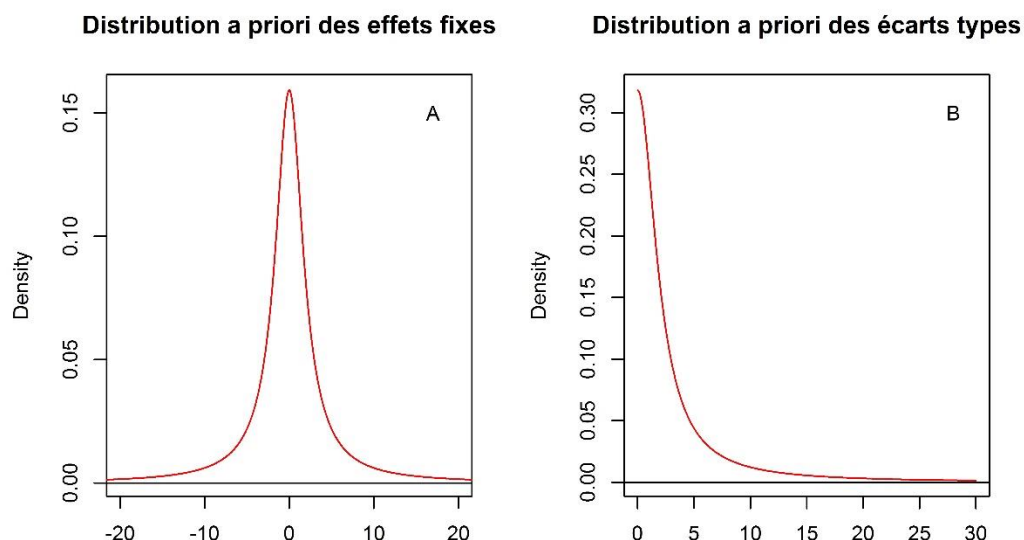 Distribution a priori des effets fixes
A
Density
0.15
0.10
0.05
0.00
-20 -10 0 10 20
Distribution a priori des écarts types
B
Density
0.30
0.25
0.20
0.15
0.10
0.05
0.00
0 5 10 15 20 25 30